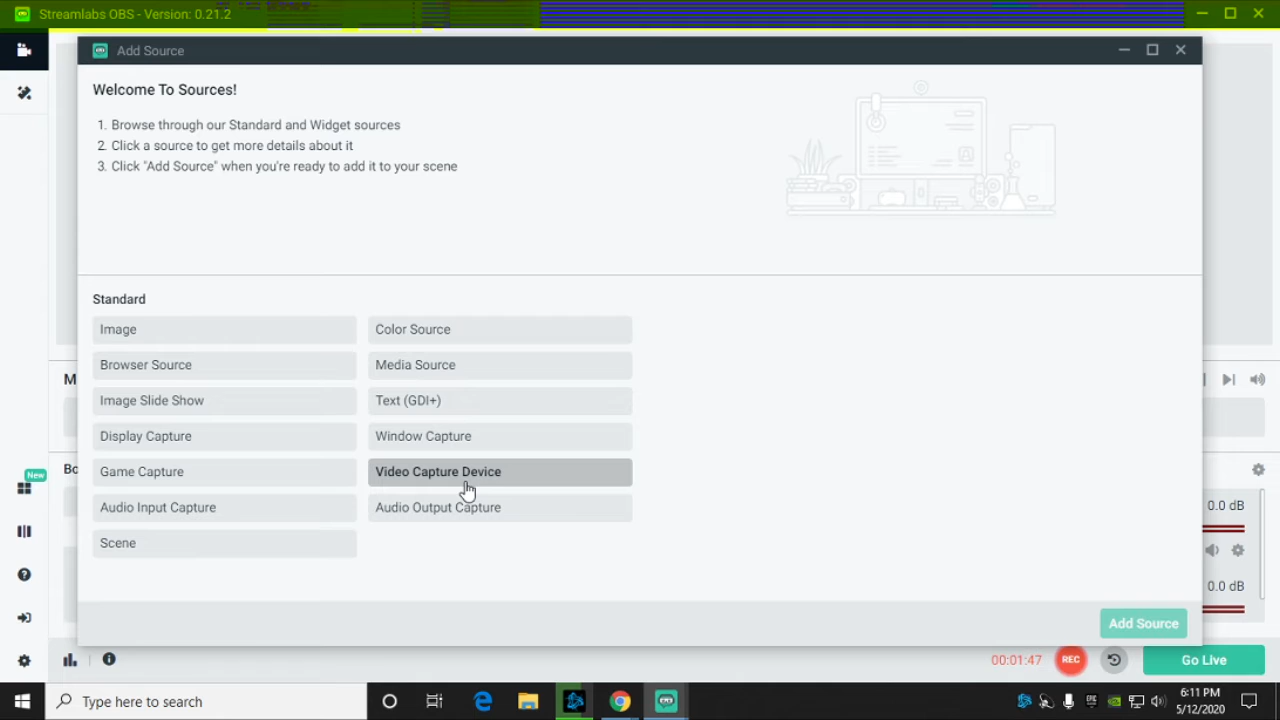 Streamlabs OBS - Version: 0.21.2
Add Source
Welcome To Sources!
1. Browse through our Standard and Widget sources
2. Click a source to get more details about it
3. Click "Add Source" when you're ready to add it to your scene
Standard
Image
Color Source
Browser Source
Media Source
Image Slide Show
Text (GDI+)
Display Capture
Window Capture
Game Capture
Video Capture Device
Audio Input Capture
Audio Output Capture
Scene
Add Source
M
New
Bo
0.0 dB
0.0 dB
00:01:47
REC
Go Live
Type here to search
6:11 PM
5/12/2020